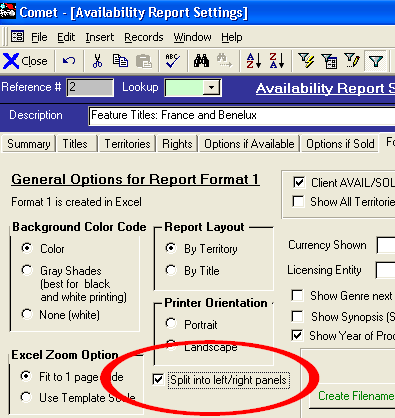 Comet - [Availability Report Settings]
File Edit Insert Records Window Help
Close
ABC
Reference # 2 Lookup Availability Report S
Description Feature Titles: France and Benelux
Summary Titles Territories Rights Options if Available Options if Sold Fo
General Options for Report Format 1
Format 1 is created in Excel
Client AVAIL/SOL
Show All Territorie
Background Color Code
Color
Gray Shades
(best for black
and white printing)
None (white)
Report Layout
By Territory
By Title
Currency Shown
Licensing Entity
Printer Orientation
Portrait
Landscape
Show Genre next
Show Synopsis (S
Show Year of Proc
Excel Zoom Option
Fit to 1 page
Use Template Scale
Split into left/right panels
Create Filename